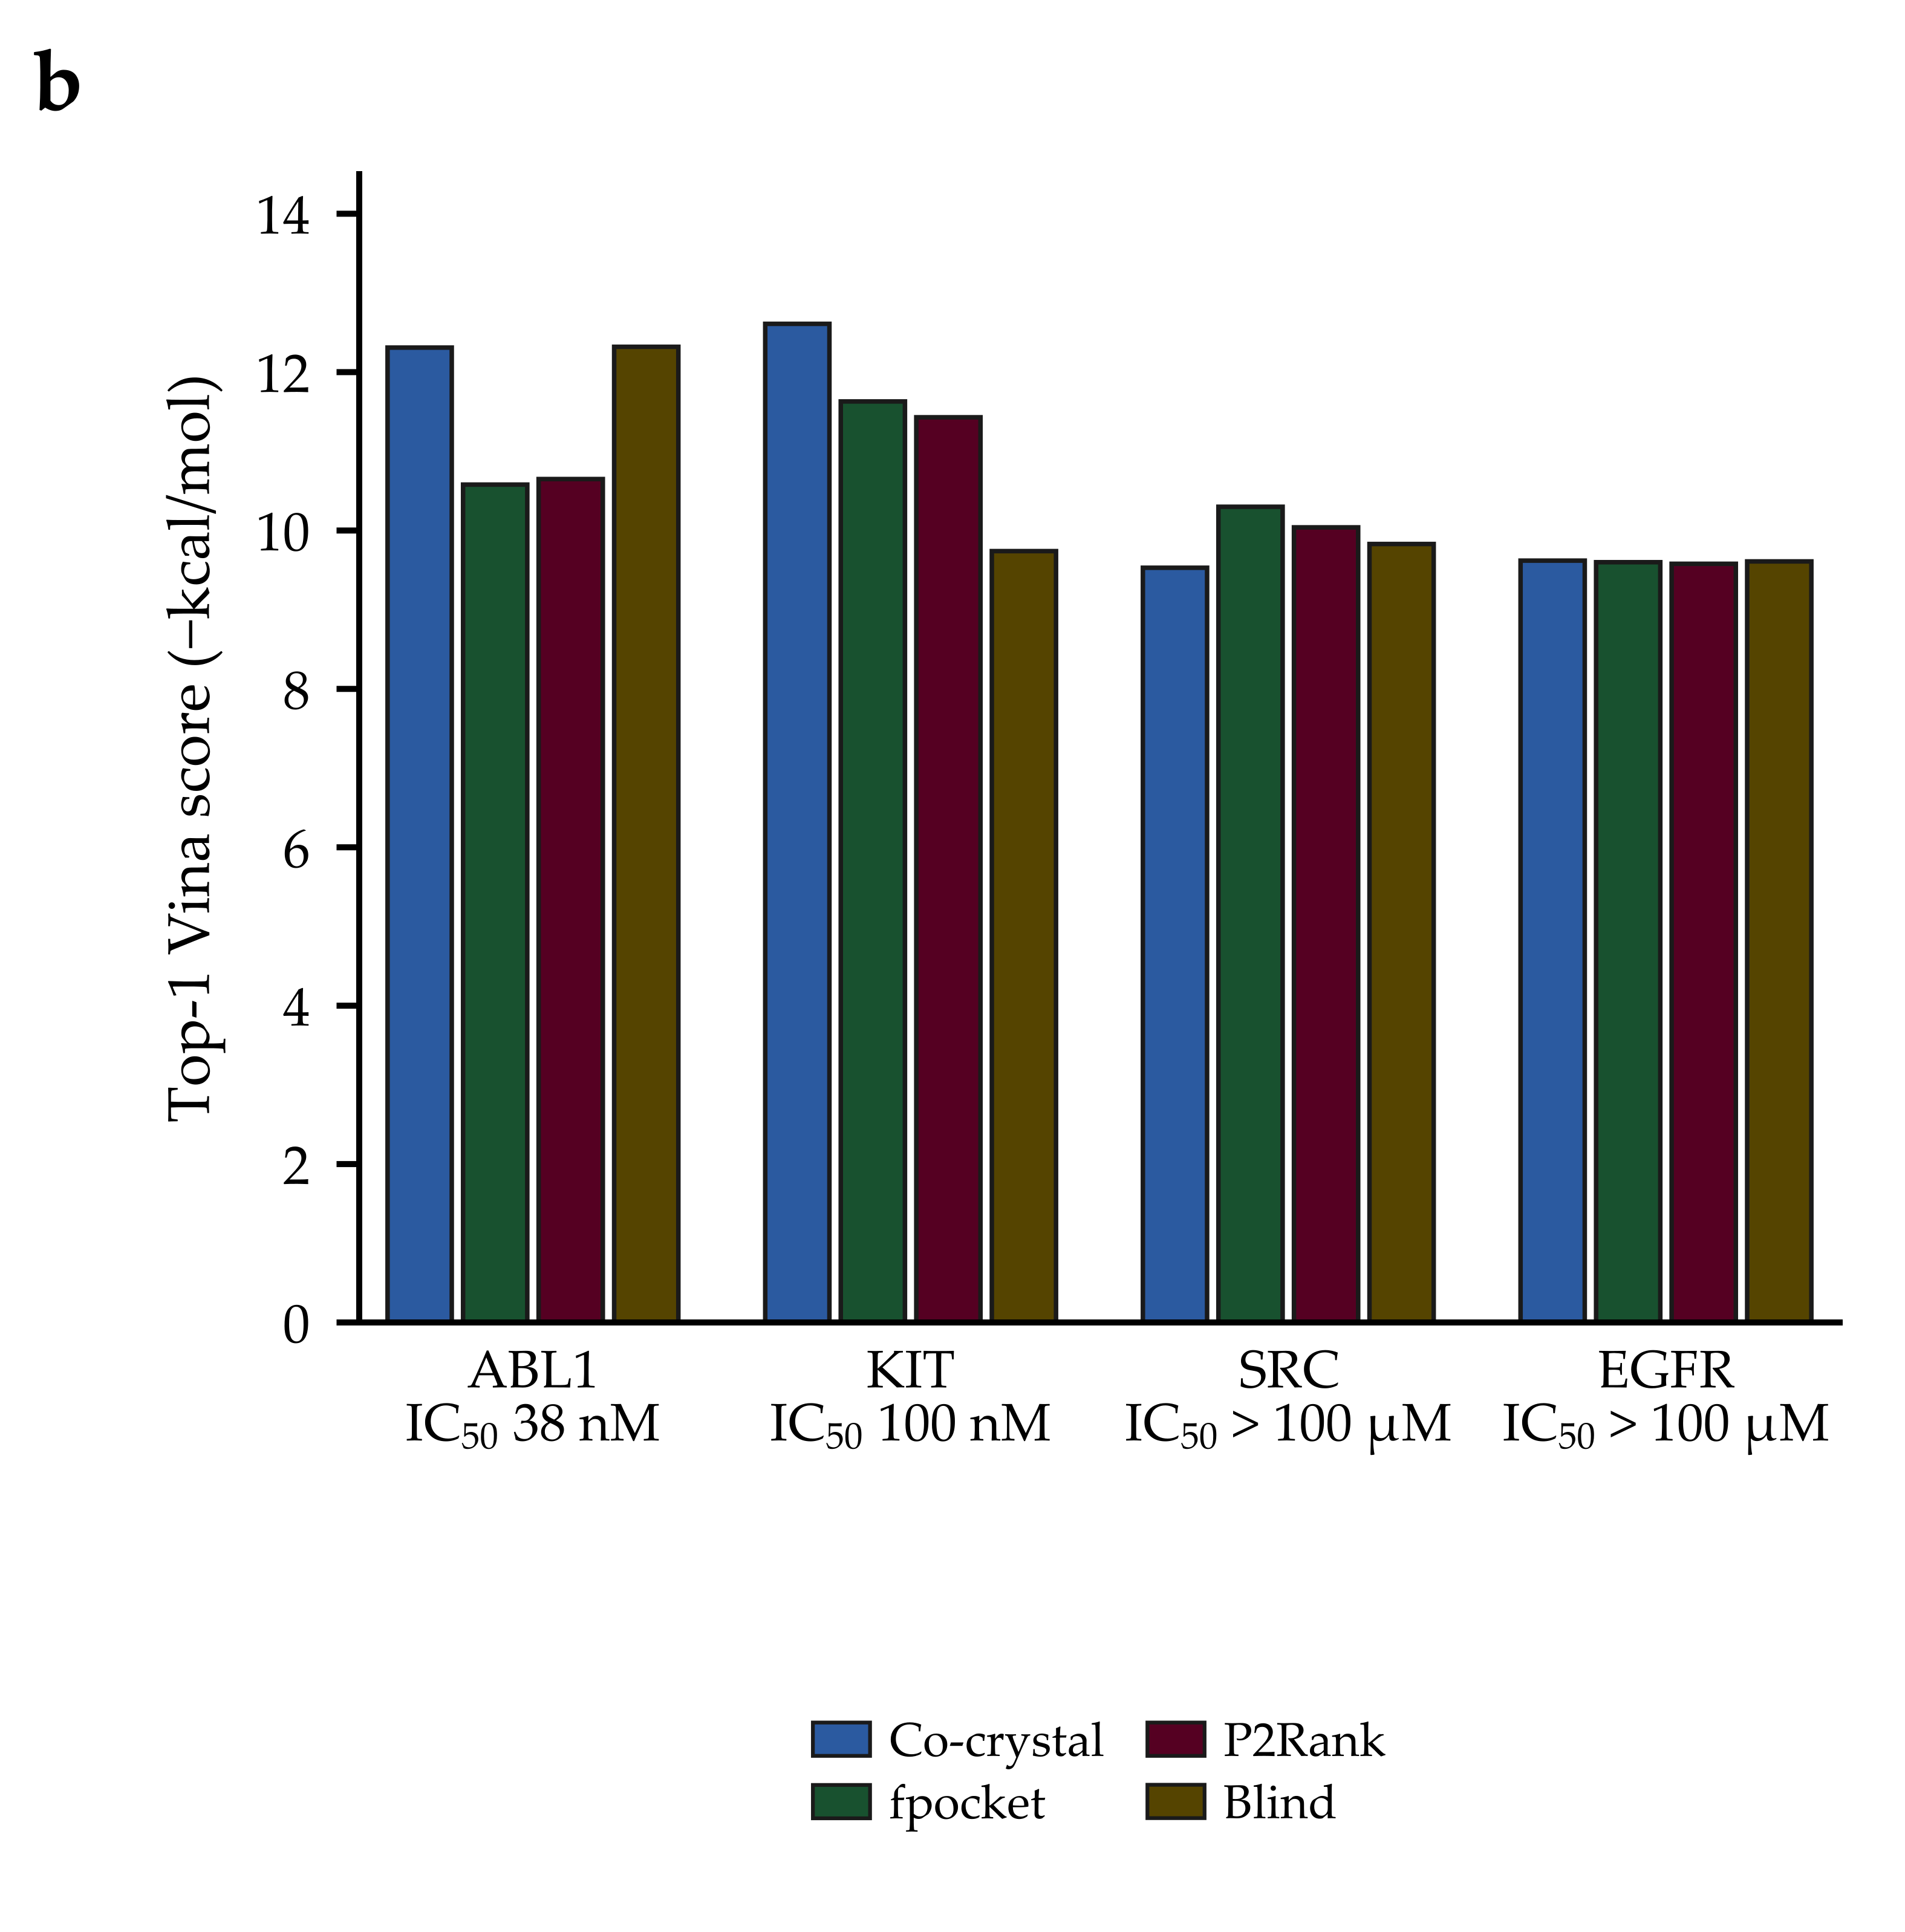 b
Top-1 Vina score (−kcal/mol)
14
12
10
8
6
4
2
0
ABL1
IC₅₀ 38 nM
KIT
IC₅₀ 100 nM
SRC
IC₅₀ > 100 μM
EGFR
IC₅₀ > 100 μM
Co-crystal
fpocket
P2Rank
Blind